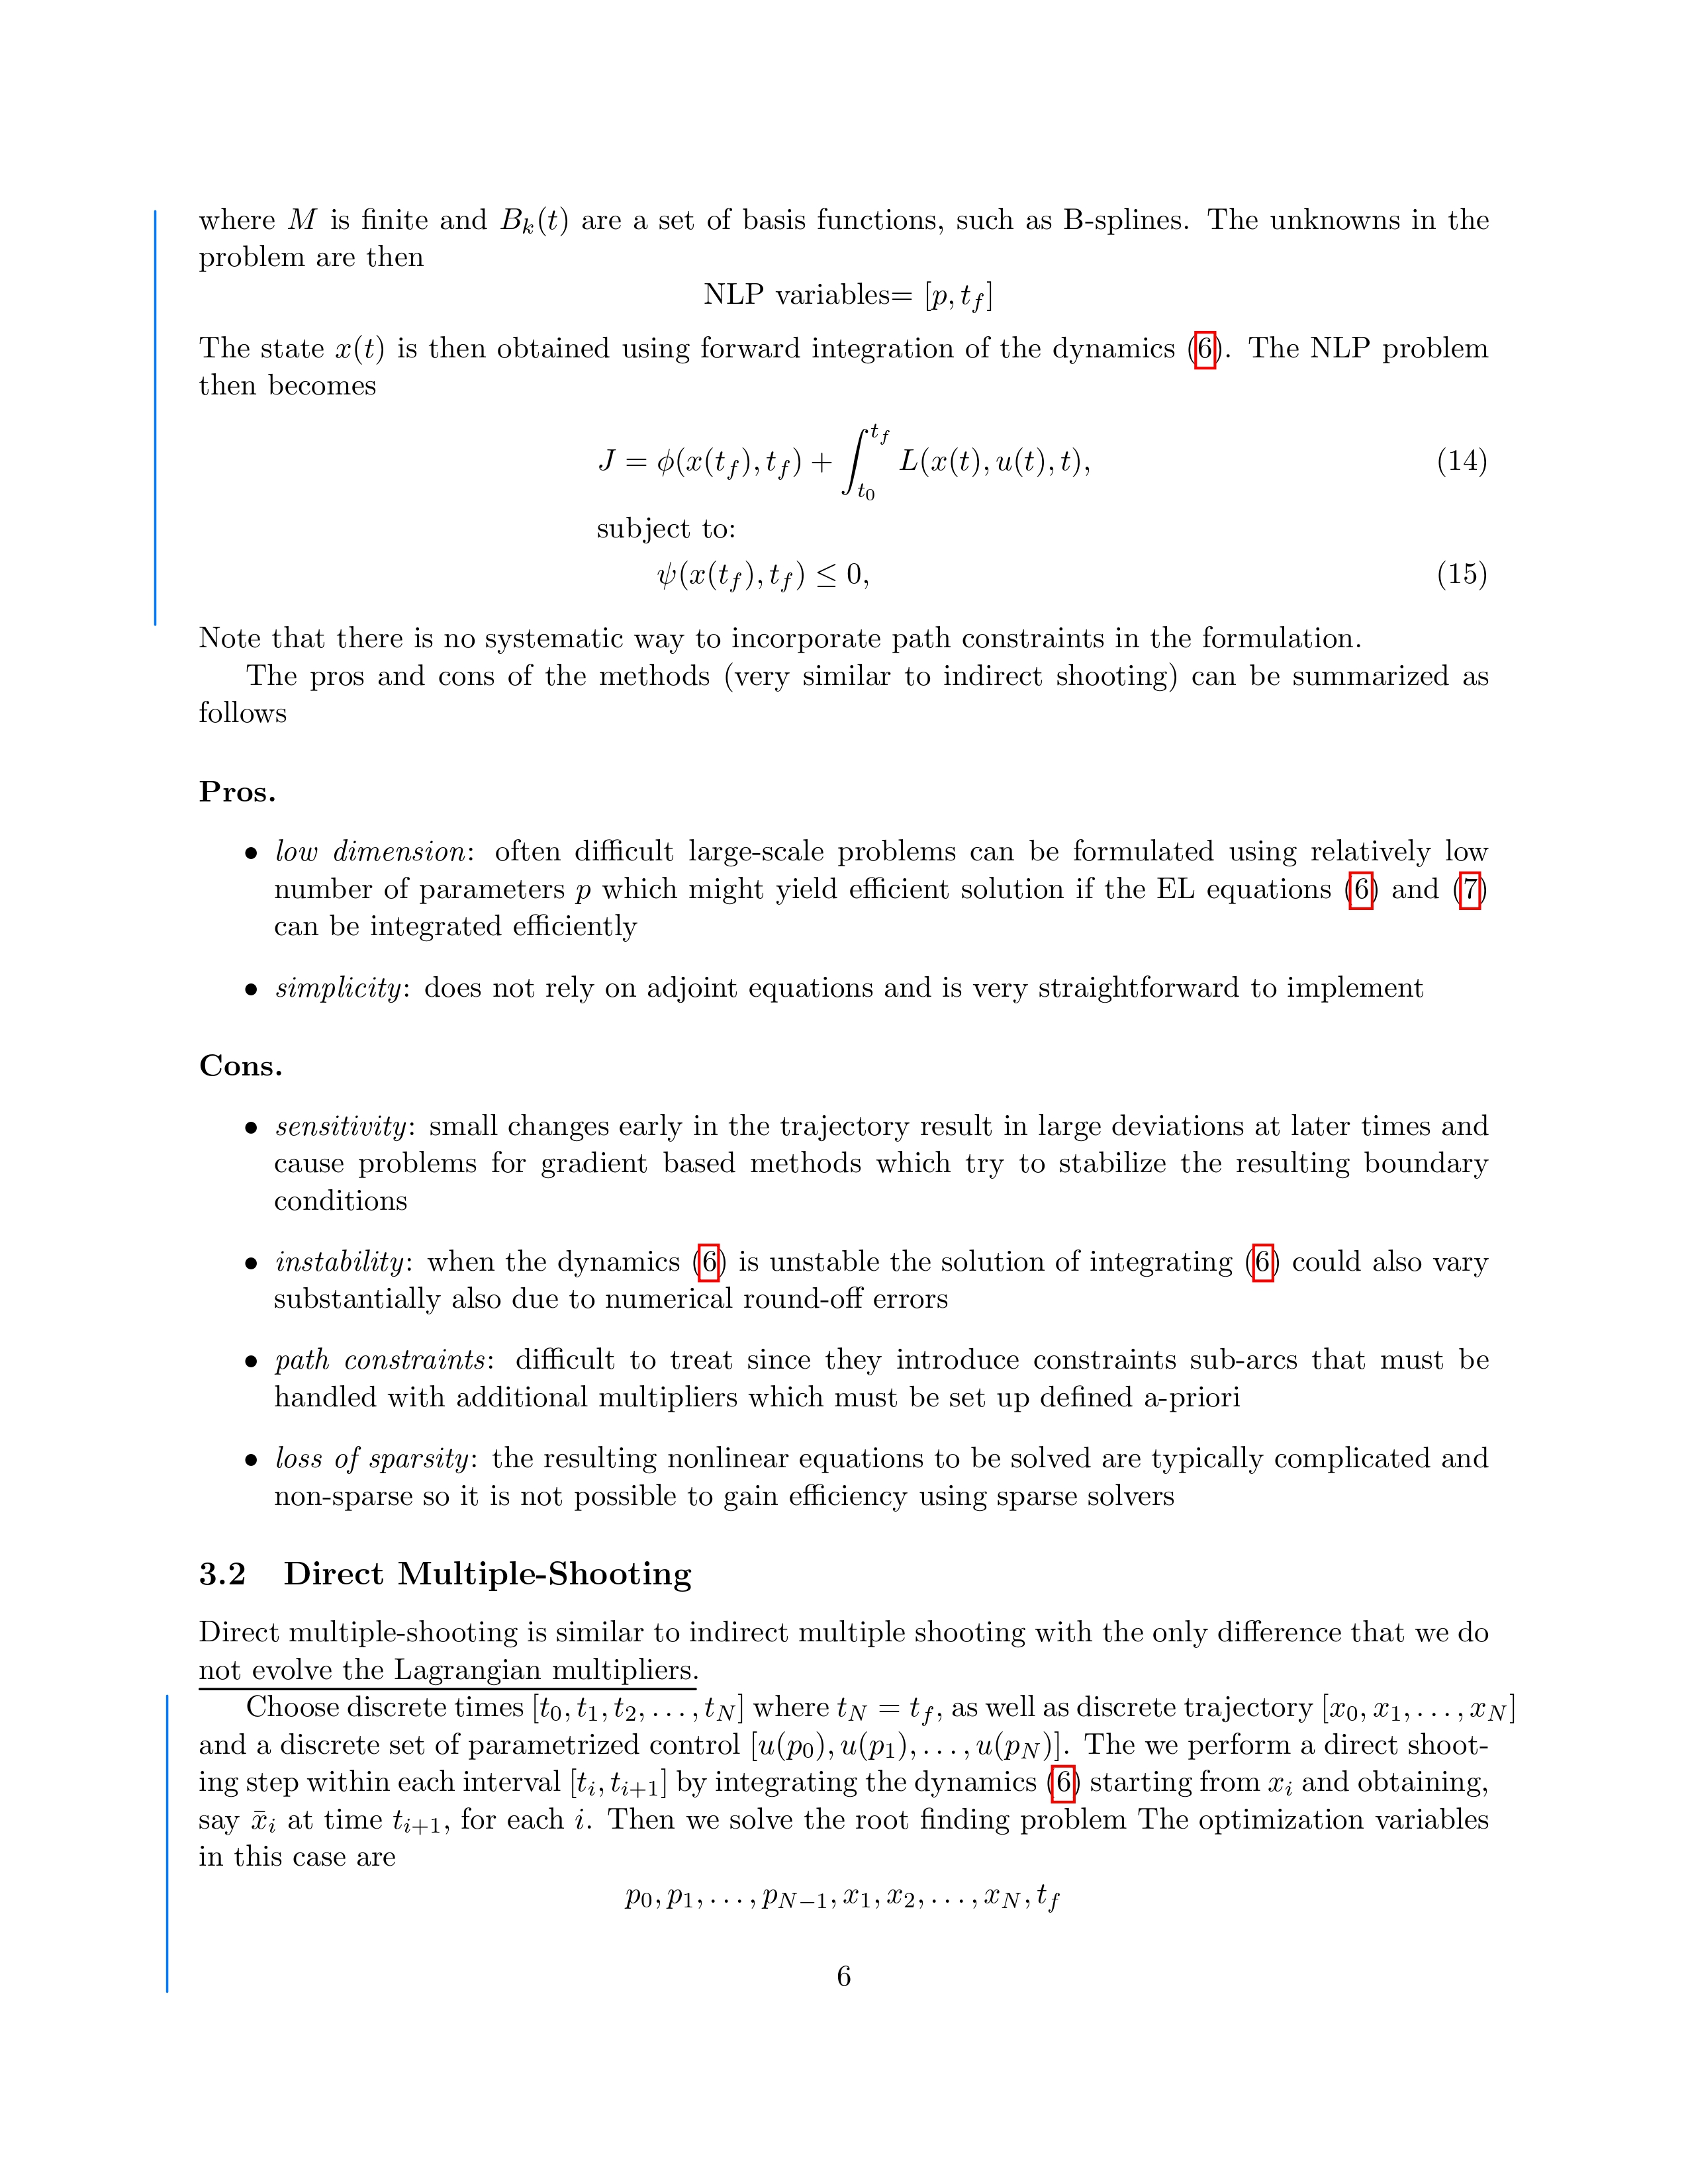 where M is finite and B_k(t) are a set of basis functions, such as B-splines. The unknowns in the
problem are then
NLP variables= [p, t_f]
The state x(t) is then obtained using forward integration of the dynamics (6). The NLP problem
then becomes
J = ϕ(x(t_f), t_f) + ∫_{t_0}^{t_f} L(x(t), u(t), t), (14)
subject to:
ψ(x(t_f), t_f) ≤ 0, (15)
Note that there is no systematic way to incorporate path constraints in the formulation.
The pros and cons of the methods (very similar to indirect shooting) can be summarized as
follows
Pros.
• low dimension: often difficult large-scale problems can be formulated using relatively low
number of parameters p which might yield efficient solution if the EL equations (6) and (7)
can be integrated efficiently
• simplicity: does not rely on adjoint equations and is very straightforward to implement
Cons.
• sensitivity: small changes early in the trajectory result in large deviations at later times and
cause problems for gradient based methods which try to stabilize the resulting boundary
conditions
• instability: when the dynamics (6) is unstable the solution of integrating (6) could also vary
substantially also due to numerical round-off errors
• path constraints: difficult to treat since they introduce constraints sub-arcs that must be
handled with additional multipliers which must be set up defined a-priori
• loss of sparsity: the resulting nonlinear equations to be solved are typically complicated and
non-sparse so it is not possible to gain efficiency using sparse solvers
3.2 Direct Multiple-Shooting
Direct multiple-shooting is similar to indirect multiple shooting with the only difference that we do
not evolve the Lagrangian multipliers.
Choose discrete times [t_0, t_1, t_2, . . . , t_N] where t_N = t_f, as well as discrete trajectory [x_0, x_1, . . . , x_N]
and a discrete set of parametrized control [u(p_0), u(p_1), . . . , u(p_N)]. The we perform a direct shoot-
ing step within each interval [t_i, t_{i+1}] by integrating the dynamics (6) starting from x_i and obtaining,
say x̄_i at time t_{i+1}, for each i. Then we solve the root finding problem The optimization variables
in this case are
p_0, p_1, . . . , p_{N−1}, x_1, x_2, . . . , x_N, t_f
6